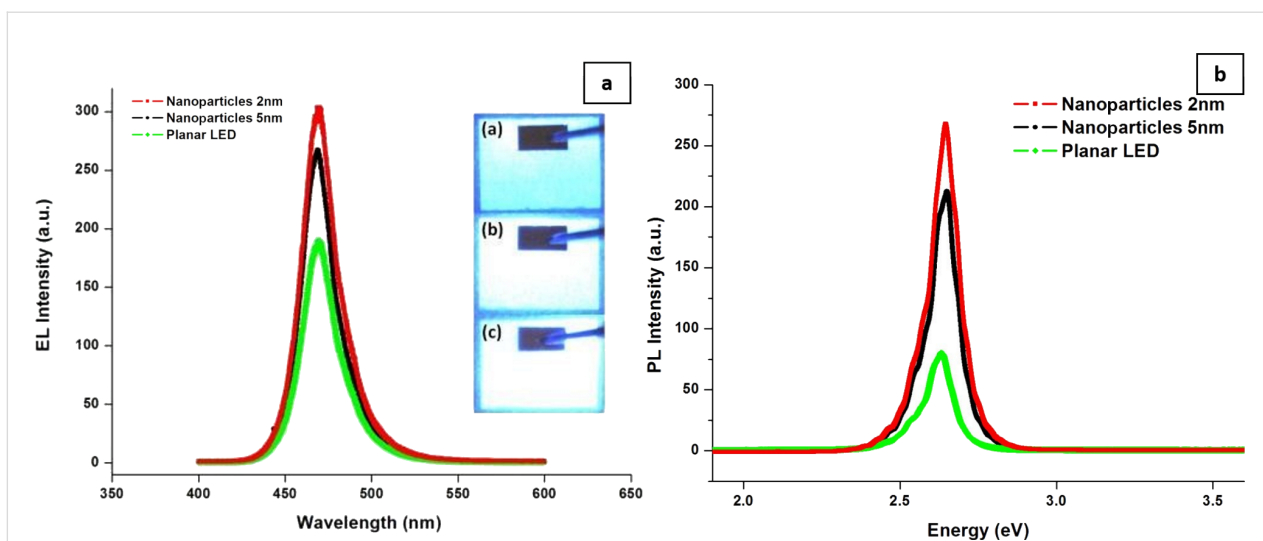 a
Nanoparticles 2nm
Nanoparticles 5nm
Planar LED
300
250
200
150
100
50
0
EL Intensity (a.u.)
350 400 450 500 550 600 650
Wavelength (nm)
(a)
(b)
(c)
b
Nanoparticles 2nm
Nanoparticles 5nm
Planar LED
300
250
200
150
100
50
0
PL Intensity (a.u.)
2.0 2.5 3.0 3.5
Energy (eV)